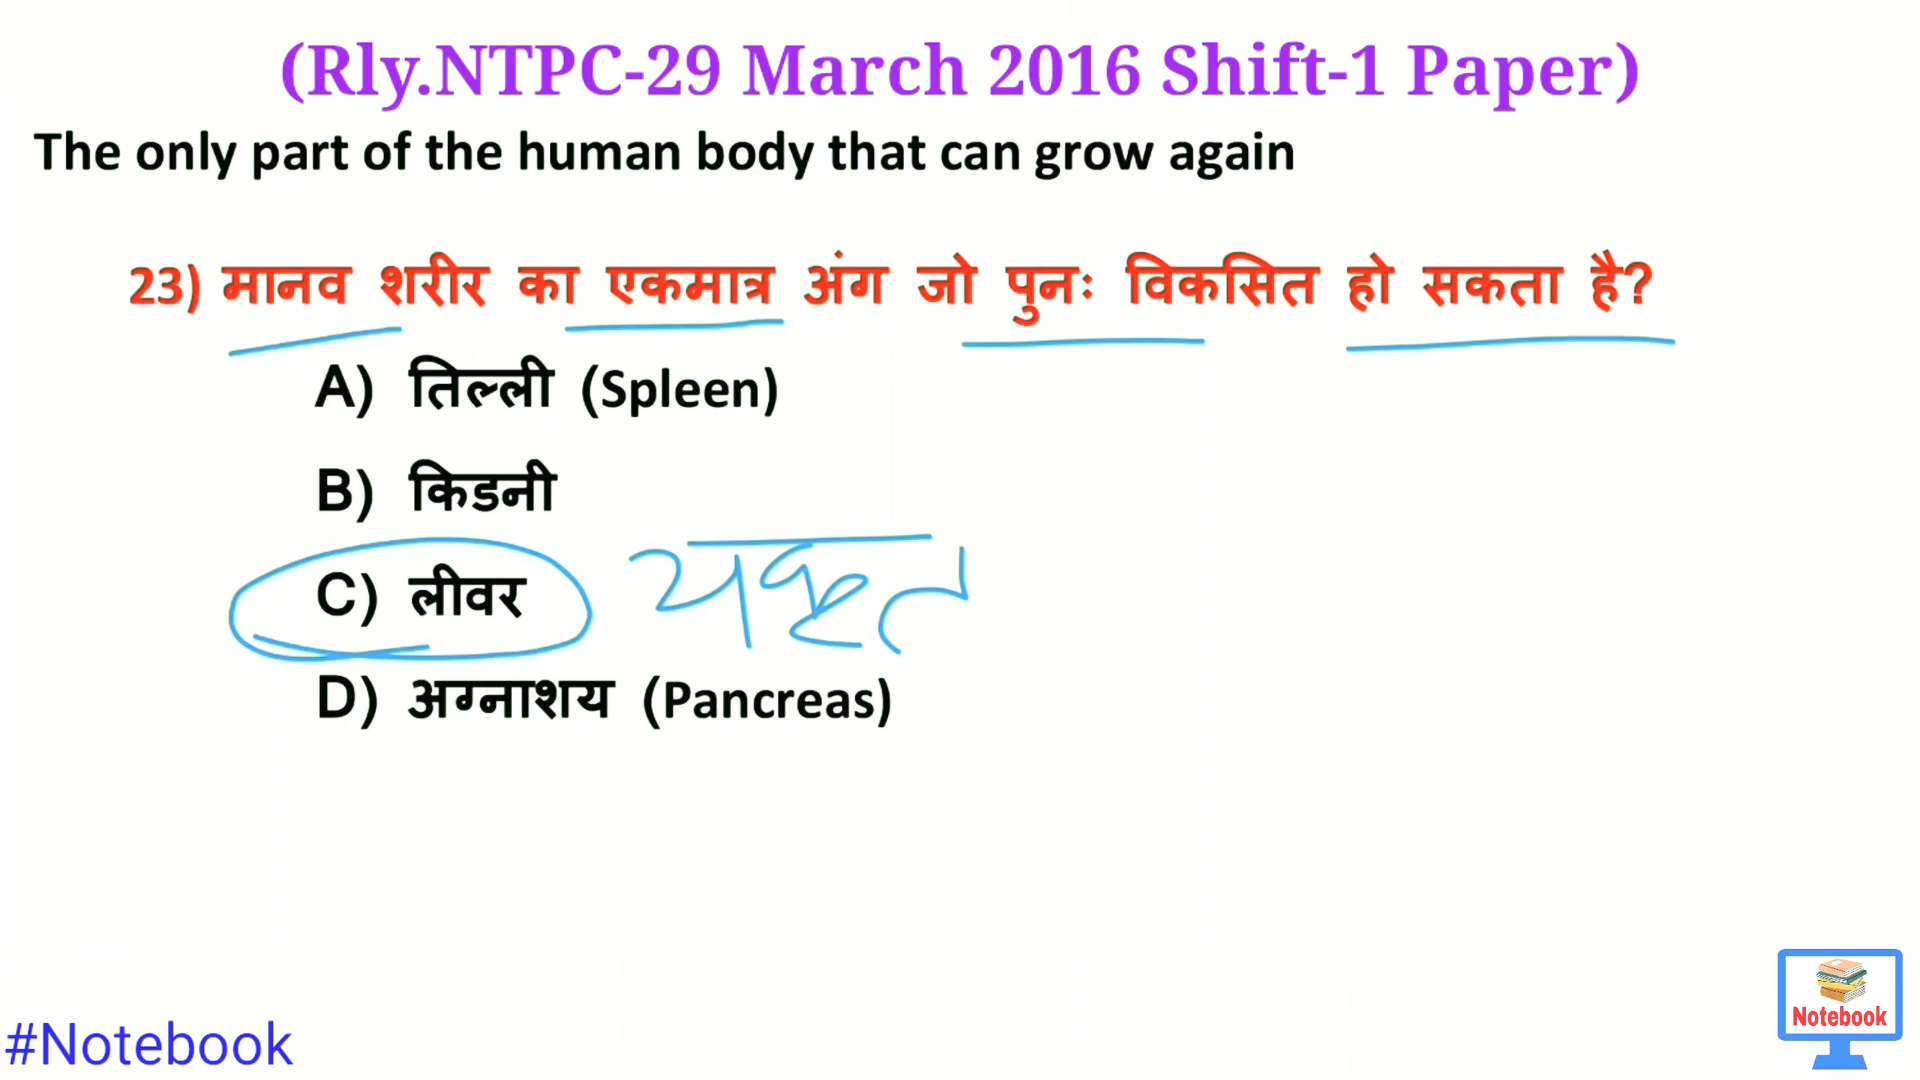 (Rly.NTPC-29 March 2016 Shift-1 Paper)
The only part of the human body that can grow again
23) मानव शरीर का एकमात्र अंग जो पुनः विकसित हो सकता है?
A) तिल्ली (Spleen)
B) किडनी
C) लीवर यकृत
D) अग्नाशय (Pancreas)
Notebook
#Notebook